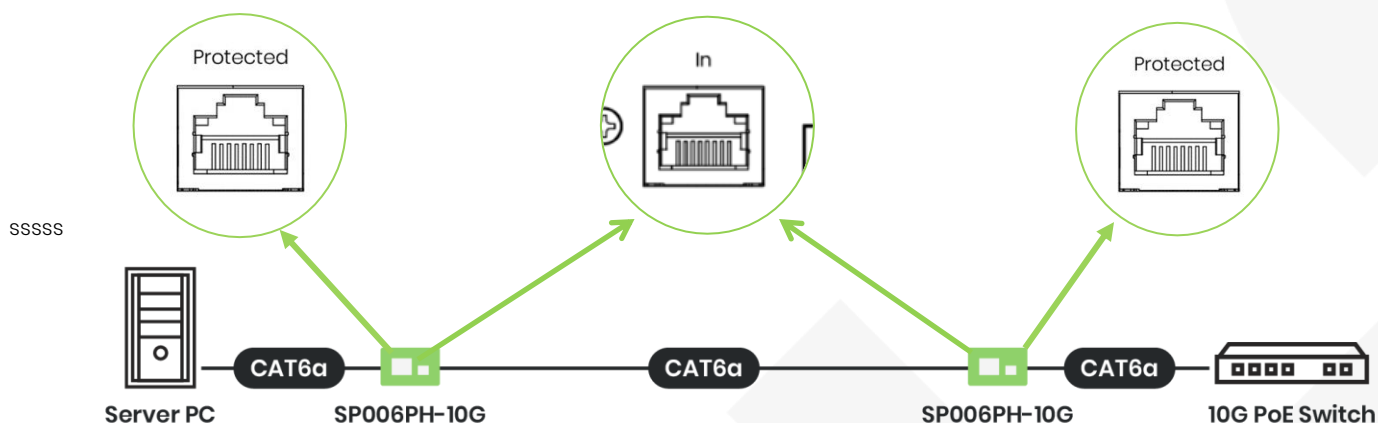 Protected
In
Protected
sssss
CAT6a
CAT6a
CAT6a
Server PC
SP006PH-10G
SP006PH-10G
10G PoE Switch